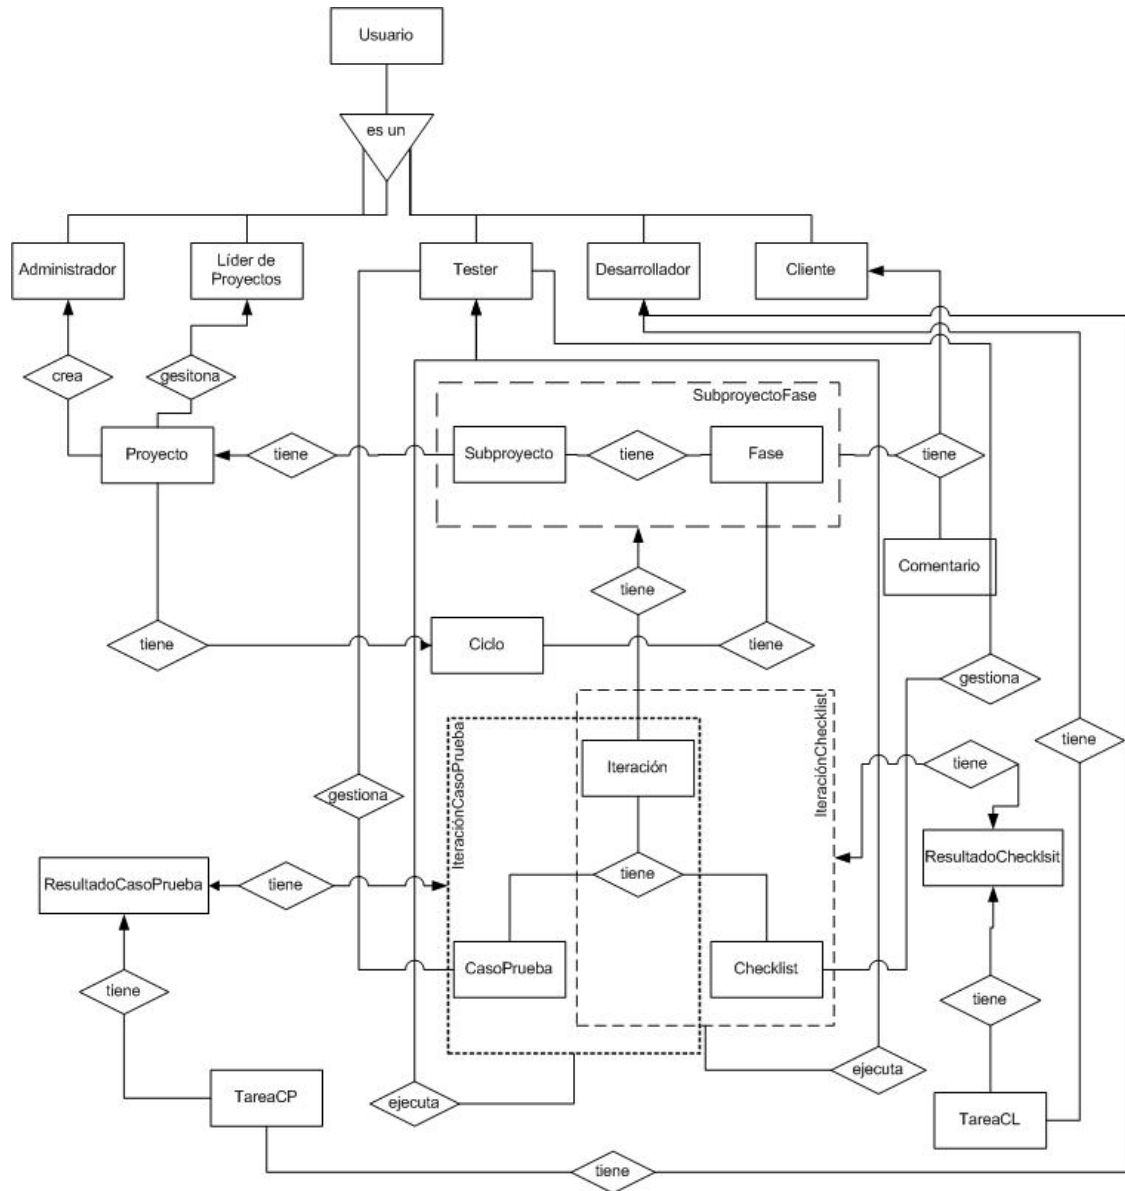 Usuario
es un
Administrador
Líder de
Proyectos
Tester
Desarrollador
Cliente
crea
gesitona
SubproyectoFase
Proyecto
tiene
Subproyecto
tiene
Fase
tiene
Comentario
tiene
tiene
Ciclo
tiene
gestiona
IteraciónCasoPrueba
IteraciónChecklist
Iteración
tiene
tiene
gestiona
ResultadoCasoPrueba
tiene
tiene
ResultadoChecklsit
CasoPrueba
Checklist
tiene
tiene
ejecuta
ejecuta
TareaCP
TareaCL
tiene